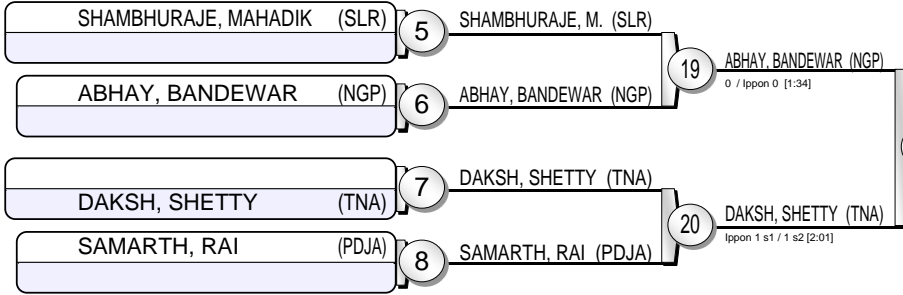 SHAMBHURAJE, MAHADIK (SLR)
5
SHAMBHURAJE, M. (SLR)
19
ABHAY, BANDEWAR (NGP)
0 / Ippon 0 [1:34]
ABHAY, BANDEWAR (NGP)
6
ABHAY, BANDEWAR (NGP)
DAKSH, SHETTY (TNA)
7
DAKSH, SHETTY (TNA)
20
DAKSH, SHETTY (TNA)
Ippon 1 s1 / 1 s2 [2:01]
SAMARTH, RAI (PDJA)
8
SAMARTH, RAI (PDJA)